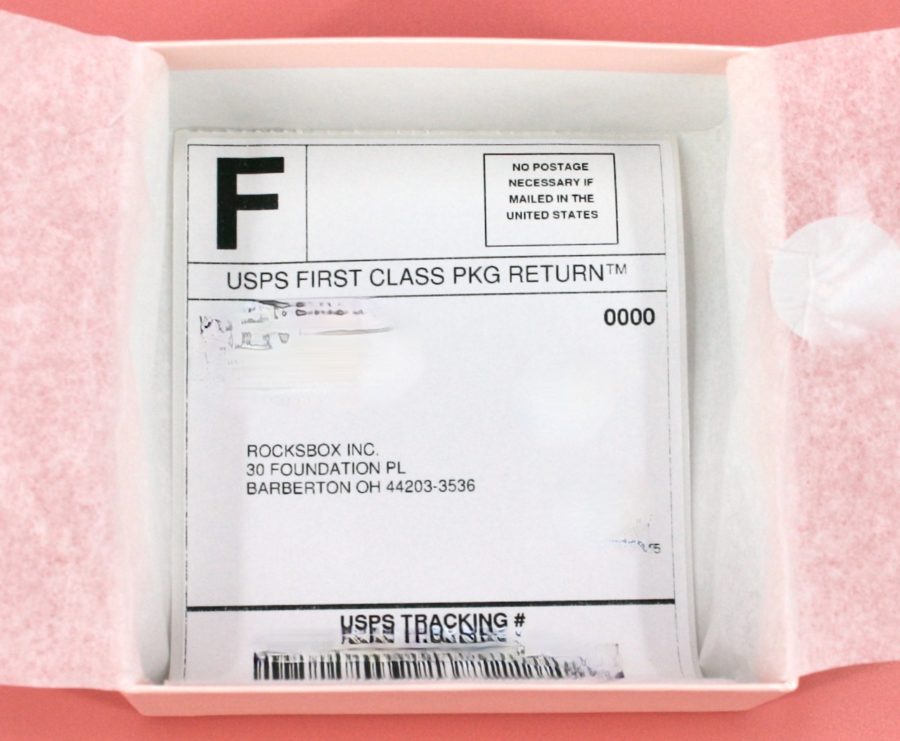 F
NO POSTAGE
NECESSARY IF
MAILED IN THE
UNITED STATES
USPS FIRST CLASS PKG RETURN™
0000
ROCKSBOX INC.
30 FOUNDATION PL
BARBERTON OH 44203-3536
USPS TRACKING #